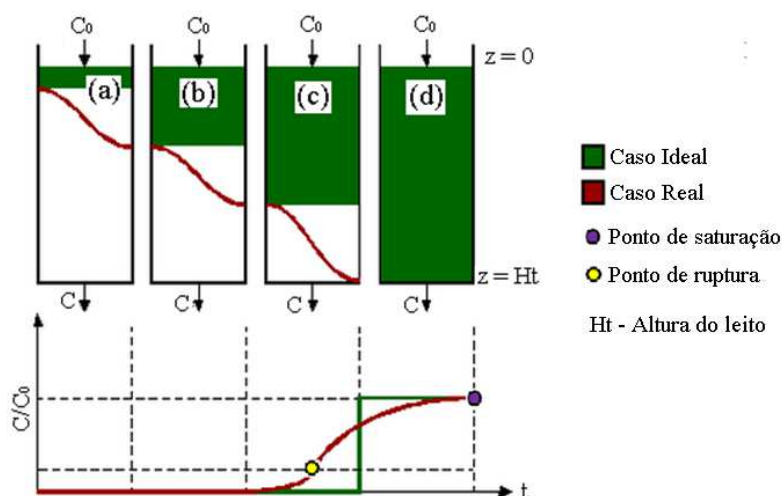 C₀ C₀ C₀ C₀
z = 0
(a) (b) (c) (d)
Caso Ideal
Caso Real
Ponto de saturação
Ponto de ruptura
z = Ht
C C C C
Ht - Altura do leito
C/C₀
t